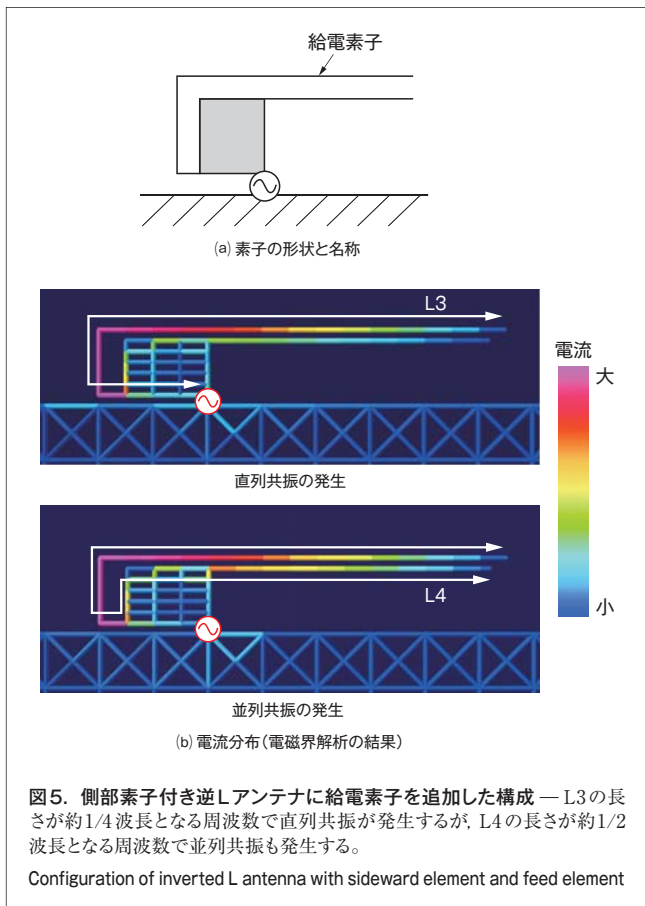 給電素子
(a) 素子の形状と名称
L3
電流
大
小
直列共振の発生
L4
並列共振の発生
(b) 電流分布(電磁界解析の結果)
図5. 側部素子付き逆Lアンテナに給電素子を追加した構成 — L3の長
さが約1/4波長となる周波数で直列共振が発生するが, L4の長さが約1/2
波長となる周波数で並列共振も発生する。
Configuration of inverted L antenna with sideward element and feed element